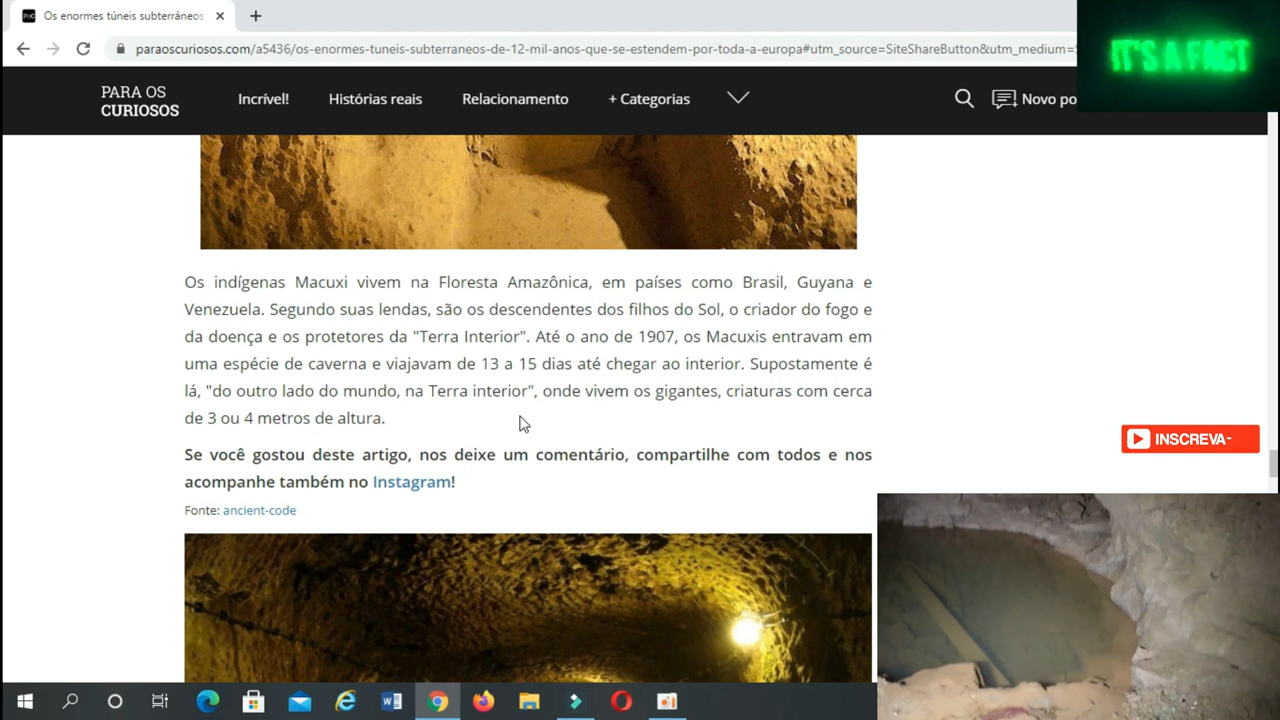 Os enormes túneis subterrâneos
IT'S A FACT
paraoscuriosos.com/a5436/os-enormes-tuneis-subterraneos-de-12-mil-anos-que-se-estendem-por-toda-a-europa#utm_source=SiteShareButton&utm_medium=
PARA OS
CURIOSOS
Incrível! Histórias reais Relacionamento + Categorias
Novo po
Os indígenas Macuxi vivem na Floresta Amazônica, em países como Brasil, Guyana e
Venezuela. Segundo suas lendas, são os descendentes dos filhos do Sol, o criador do fogo e
da doença e os protetores da "Terra Interior". Até o ano de 1907, os Macuxis entravam em
uma espécie de caverna e viajavam de 13 a 15 dias até chegar ao interior. Supostamente é
lá, "do outro lado do mundo, na Terra interior", onde vivem os gigantes, criaturas com cerca
de 3 ou 4 metros de altura.
INSCREVA-
Se você gostou deste artigo, nos deixe um comentário, compartilhe com todos e nos
acompanhe também no Instagram!
Fonte: ancient-code